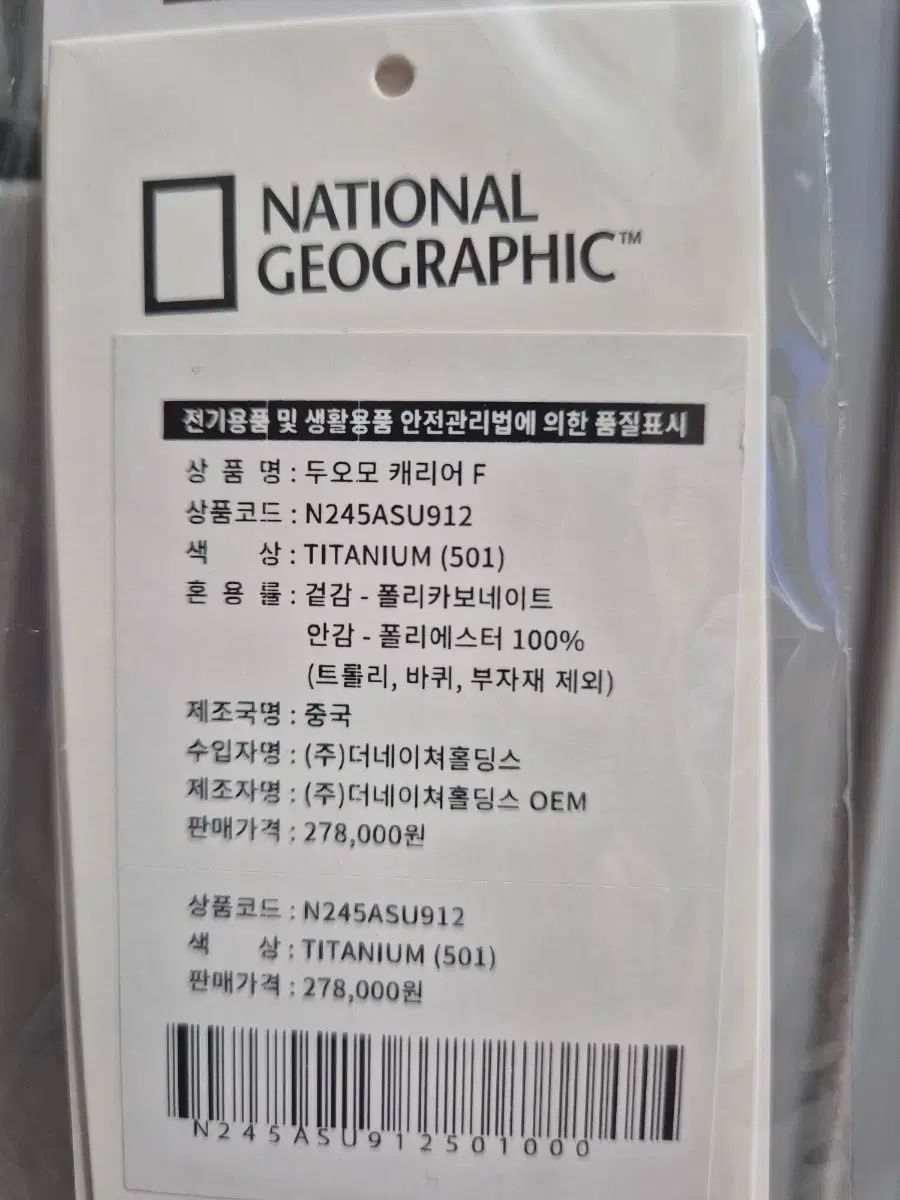 NATIONAL
GEOGRAPHIC™
전기용품 및 생활용품 안전관리법에 의한 품질표시
상 품 명 : 두오모 캐리어 F
상품코드 : N245ASU912
색 상 : TITANIUM (501)
혼 용 률 : 겉감 - 폴리카보네이트
안감 - 폴리에스터 100%
(트롤리, 바퀴, 부자재 제외)
제조국명 : 중국
수입자명 : (주)더네이쳐홀딩스
제조자명 : (주)더네이쳐홀딩스 OEM
판매가격 : 278,000원
상품코드 : N245ASU912
색 상 : TITANIUM (501)
판매가격 : 278,000원
N245ASU912501000